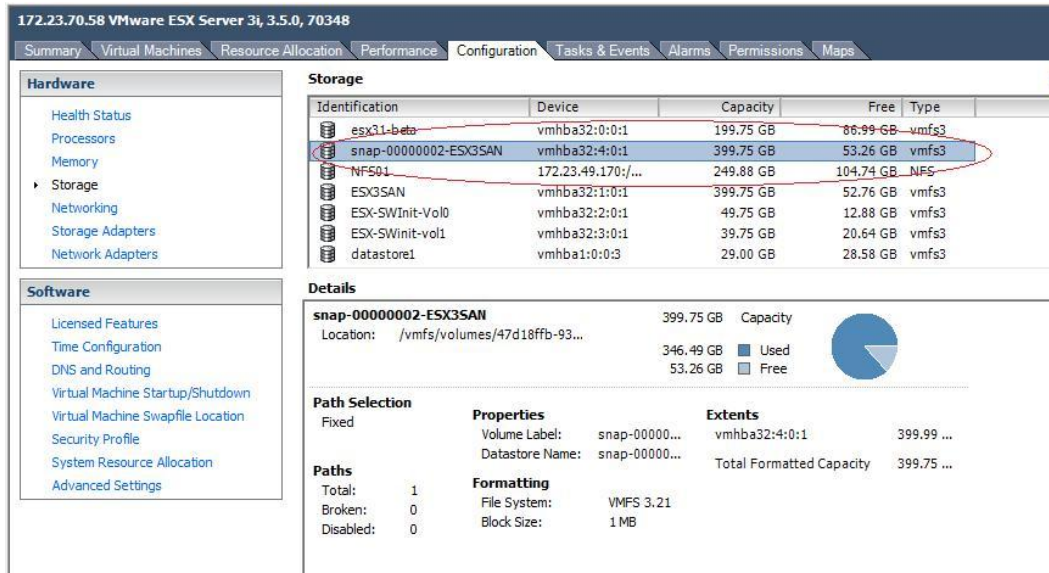 172.23.70.58 VMware ESX Server 3i, 3.5.0, 70348
Summary Virtual Machines Resource Allocation Performance Configuration Tasks & Events Alarms Permissions Maps
Hardware
Health Status
Processors
Memory
Storage
Networking
Storage Adapters
Network Adapters
Software
Licensed Features
Time Configuration
DNS and Routing
Virtual Machine Startup/Shutdown
Virtual Machine Swapfile Location
Security Profile
System Resource Allocation
Advanced Settings
Storage
Identification Device Capacity Free Type
esx31-beta vmhba32:0:0:1 199.75 GB 86.99 GB vmfs3
snap-00000002-ESX3SAN vmhba32:4:0:1 399.75 GB 53.26 GB vmfs3
NFS01 172.23.49.170:/... 249.88 GB 104.74 GB NFS
ESX3SAN vmhba32:1:0:1 399.75 GB 52.76 GB vmfs3
ESX-SWInit-Vol0 vmhba32:2:0:1 49.75 GB 12.88 GB vmfs3
ESX-SWinit-vol1 vmhba32:3:0:1 39.75 GB 20.64 GB vmfs3
datastore1 vmhba1:0:0:3 29.00 GB 28.58 GB vmfs3
Details
snap-00000002-ESX3SAN 399.75 GB Capacity
Location: /vmfs/volumes/47d18ffb-93...
346.49 GB Used
53.26 GB Free
Path Selection
Fixed
Paths
Total: 1
Broken: 0
Disabled: 0
Properties
Volume Label: snap-00000...
Datastore Name: snap-00000...
Formatting
File System: VMFS 3.21
Block Size: 1 MB
Extents
vmhba32:4:0:1 399.99 ...
Total Formatted Capacity 399.75 ...